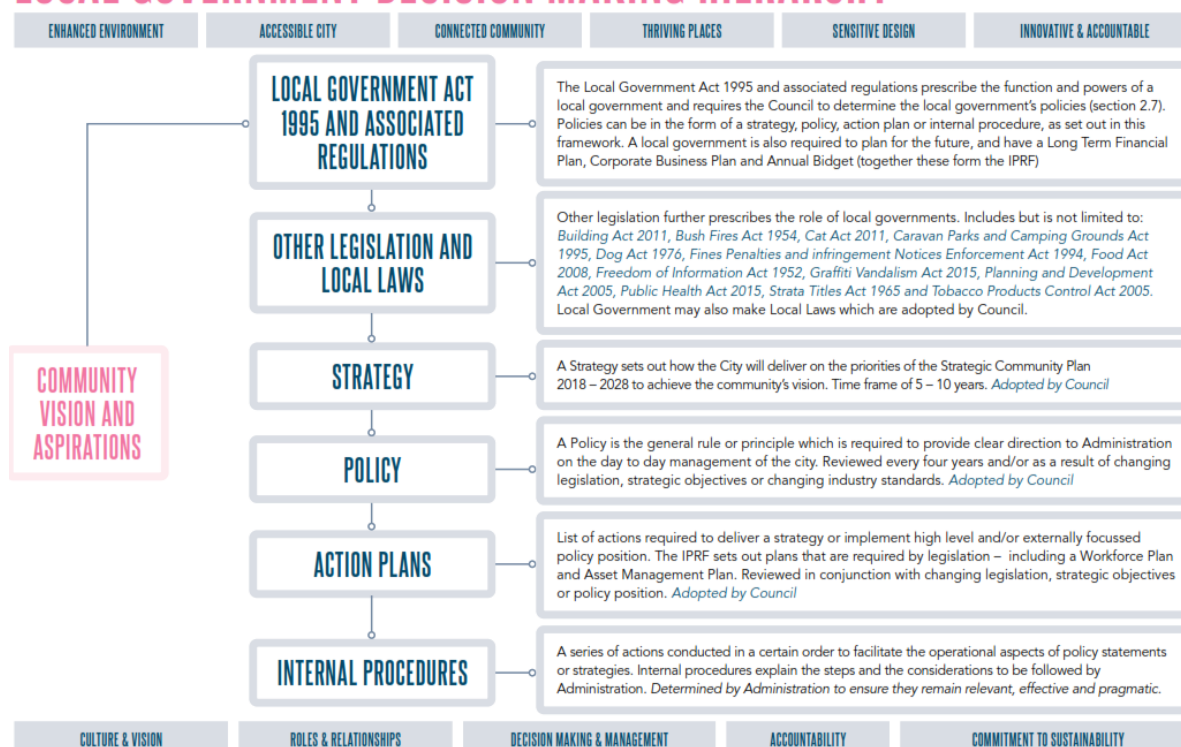 LOCAL GOVERNMENT DECISION MAKING HIERARCHY
ENHANCED ENVIRONMENT
ACCESSIBLE CITY
CONNECTED COMMUNITY
THRIVING PLACES
SENSITIVE DESIGN
INNOVATIVE & ACCOUNTABLE
LOCAL GOVERNMENT ACT
1995 AND ASSOCIATED
REGULATIONS
The Local Government Act 1995 and associated regulations prescribe the function and powers of a
local government and requires the Council to determine the local government's policies (section 2.7).
Policies can be in the form of a strategy, policy, action plan or internal procedure, as set out in this
framework. A local government is also required to plan for the future, and have a Long Term Financial
Plan, Corporate Business Plan and Annual Bidget (together these form the IPRF)
OTHER LEGISLATION AND
LOCAL LAWS
Other legislation further prescribes the role of local governments. Includes but is not limited to:
Building Act 2011, Bush Fires Act 1954, Cat Act 2011, Caravan Parks and Camping Grounds Act
1995, Dog Act 1976, Fines Penalties and infringement Notices Enforcement Act 1994, Food Act
2008, Freedom of Information Act 1952, Graffiti Vandalism Act 2015, Planning and Development
Act 2005, Public Health Act 2015, Strata Titles Act 1965 and Tobacco Products Control Act 2005.
Local Government may also make Local Laws which are adopted by Council.
COMMUNITY
VISION AND
ASPIRATIONS
STRATEGY
A Strategy sets out how the City will deliver on the priorities of the Strategic Community Plan
2018 – 2028 to achieve the community's vision. Time frame of 5 – 10 years. Adopted by Council
POLICY
A Policy is the general rule or principle which is required to provide clear direction to Administration
on the day to day management of the city. Reviewed every four years and/or as a result of changing
legislation, strategic objectives or changing industry standards. Adopted by Council
ACTION PLANS
List of actions required to deliver a strategy or implement high level and/or externally focussed
policy position. The IPRF sets out plans that are required by legislation – including a Workforce Plan
and Asset Management Plan. Reviewed in conjunction with changing legislation, strategic objectives
or policy position. Adopted by Council
INTERNAL PROCEDURES
A series of actions conducted in a certain order to facilitate the operational aspects of policy statements
or strategies. Internal procedures explain the steps and the considerations to be followed by
Administration. Determined by Administration to ensure they remain relevant, effective and pragmatic.
CULTURE & VISION
ROLES & RELATIONSHIPS
DECISION MAKING & MANAGEMENT
ACCOUNTABILITY
COMMITMENT TO SUSTAINABILITY